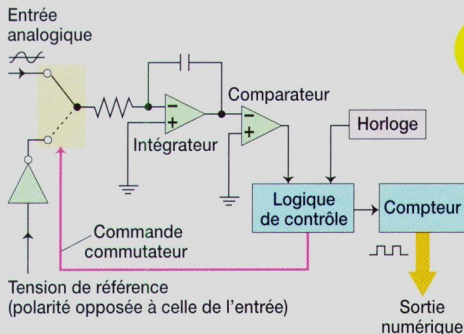 Entrée
analogique
Comparateur
Intégrateur
Horloge
Logique
de contrôle
Compteur
Commande
commutateur
Tension de référence
(polarité opposée à celle de l'entrée)
Sortie
numérique